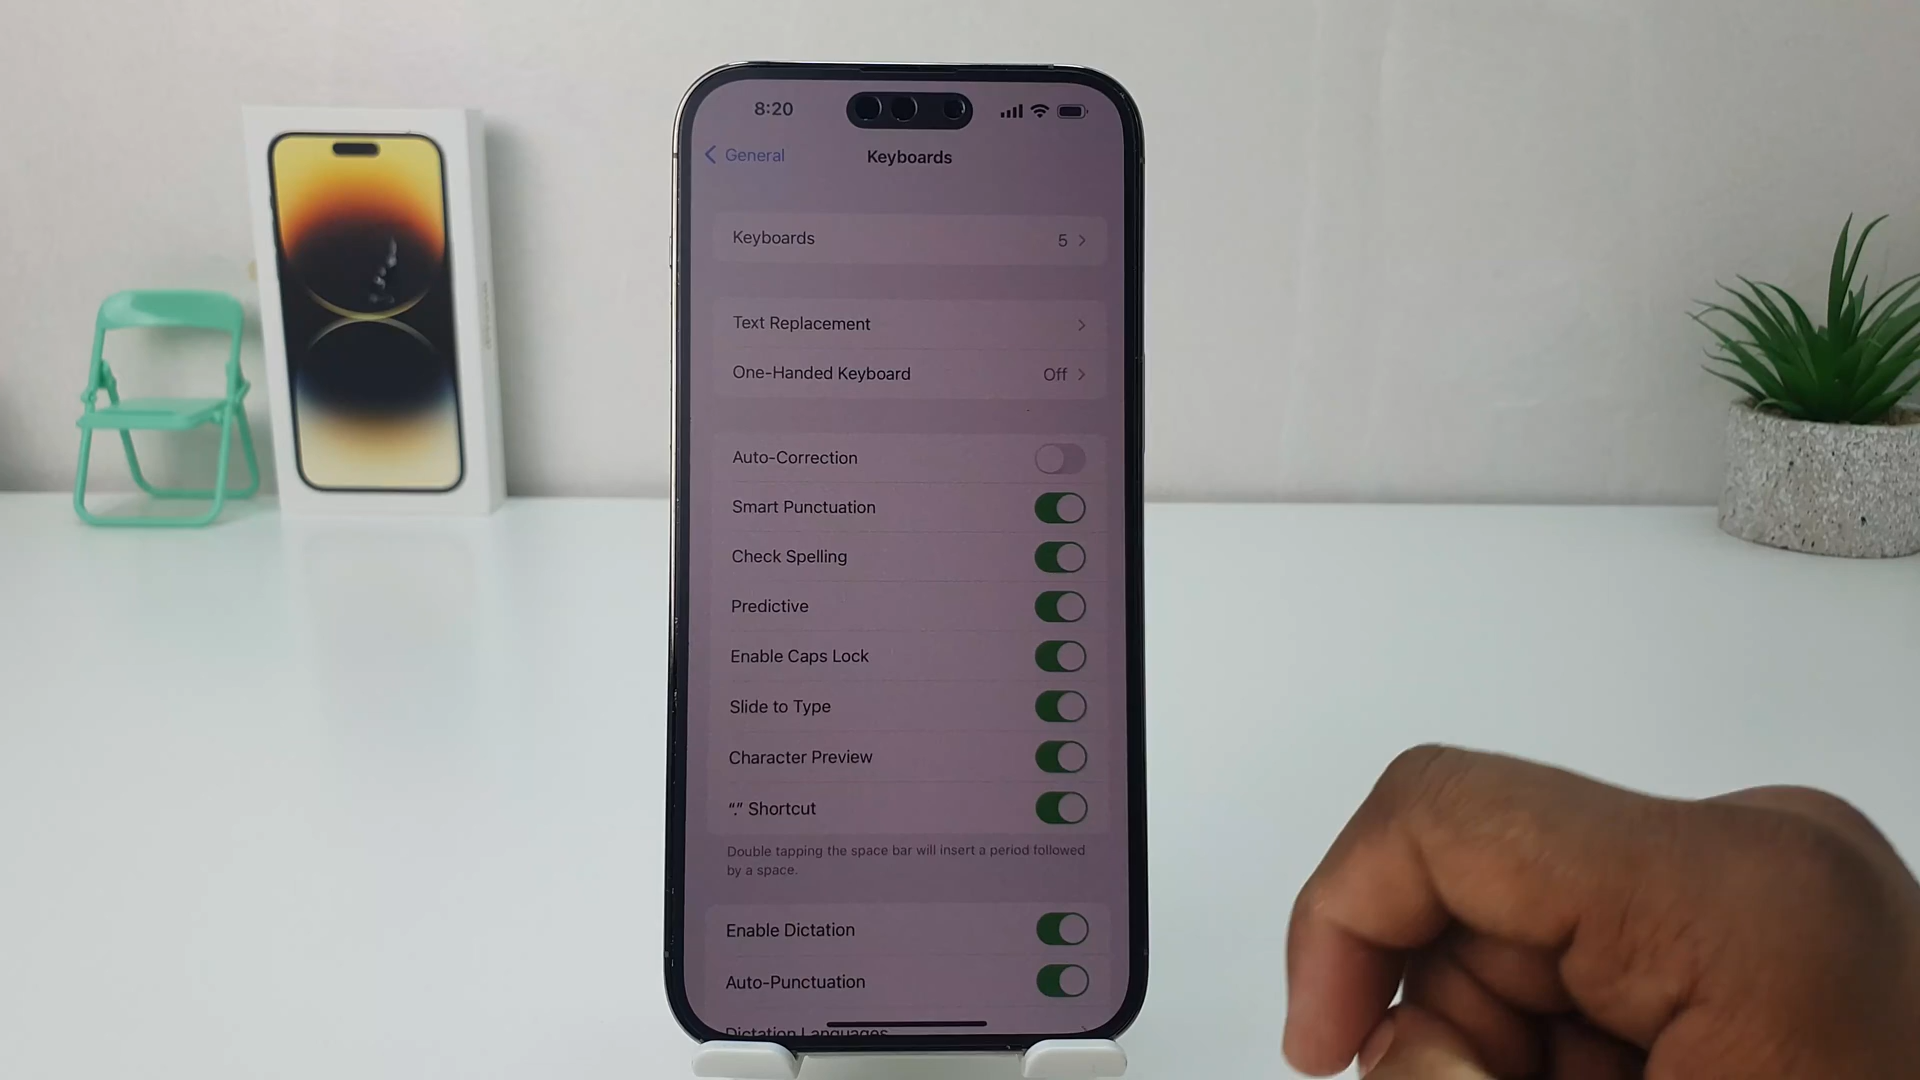 8:20
General
Keyboards
Keyboards 5
Text Replacement
One-Handed Keyboard Off
Auto-Correction
Smart Punctuation
Check Spelling
Predictive
Enable Caps Lock
Slide to Type
Character Preview
“.” Shortcut
Double tapping the space bar will insert a period followed
by a space.
Enable Dictation
Auto-Punctuation
Dictation Languages